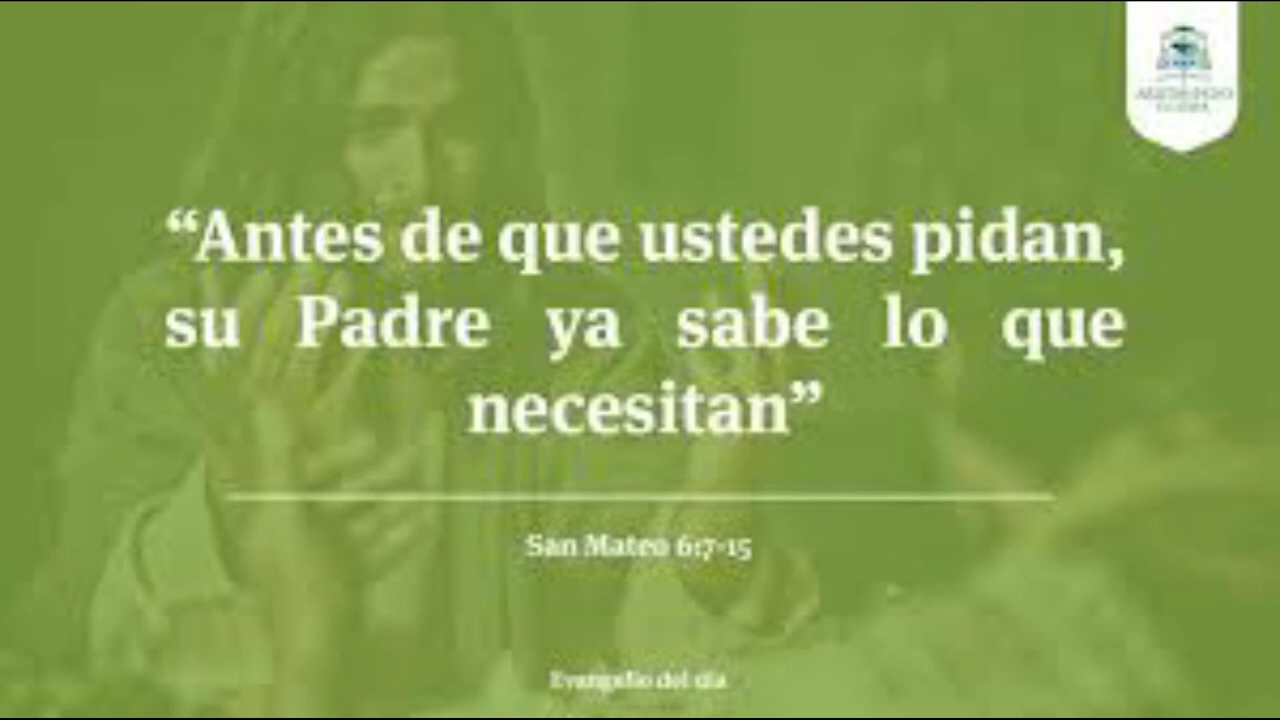 “Antes de que ustedes pidan,
su Padre ya sabe lo que
necesitan”
San Mateo 6:7-15
Evangelio del día